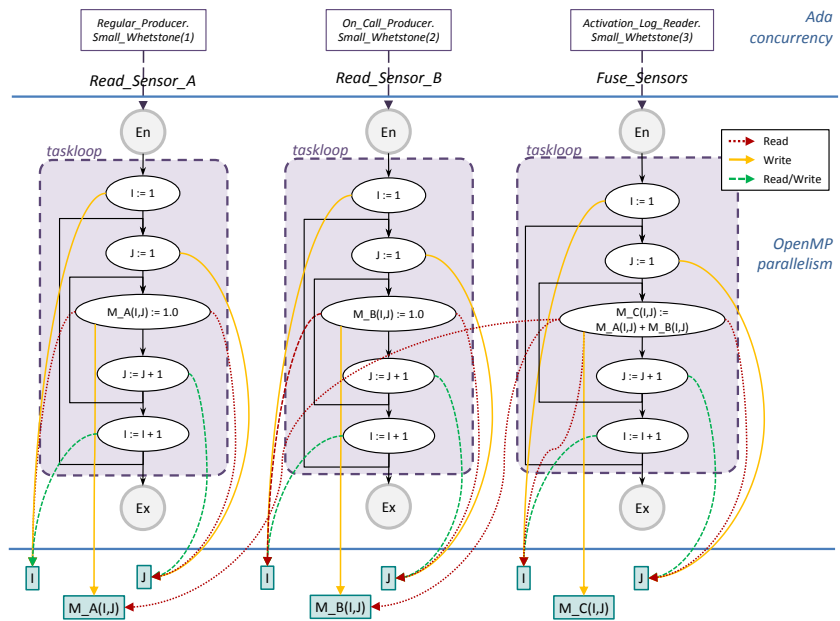 Regular_Producer.
Small_Whetstone(1)
On_Call_Producer.
Small_Whetstone(2)
Activation_Log_Reader.
Small_Whetstone(3)
Ada
concurrency
Read_Sensor_A
Read_Sensor_B
Fuse_Sensors
En
En
En
taskloop
taskloop
taskloop
Read
Write
Read/Write
I := 1
I := 1
I := 1
J := 1
J := 1
J := 1
OpenMP
parallelism
M_A(I,J) := 1.0
M_B(I,J) := 1.0
M_C(I,J) :=
M_A(I,J) + M_B(I,J)
J := J + 1
J := J + 1
J := J + 1
I := I + 1
I := I + 1
I := I + 1
Ex
Ex
Ex
I
J
I
J
I
J
M_A(I,J)
M_B(I,J)
M_C(I,J)